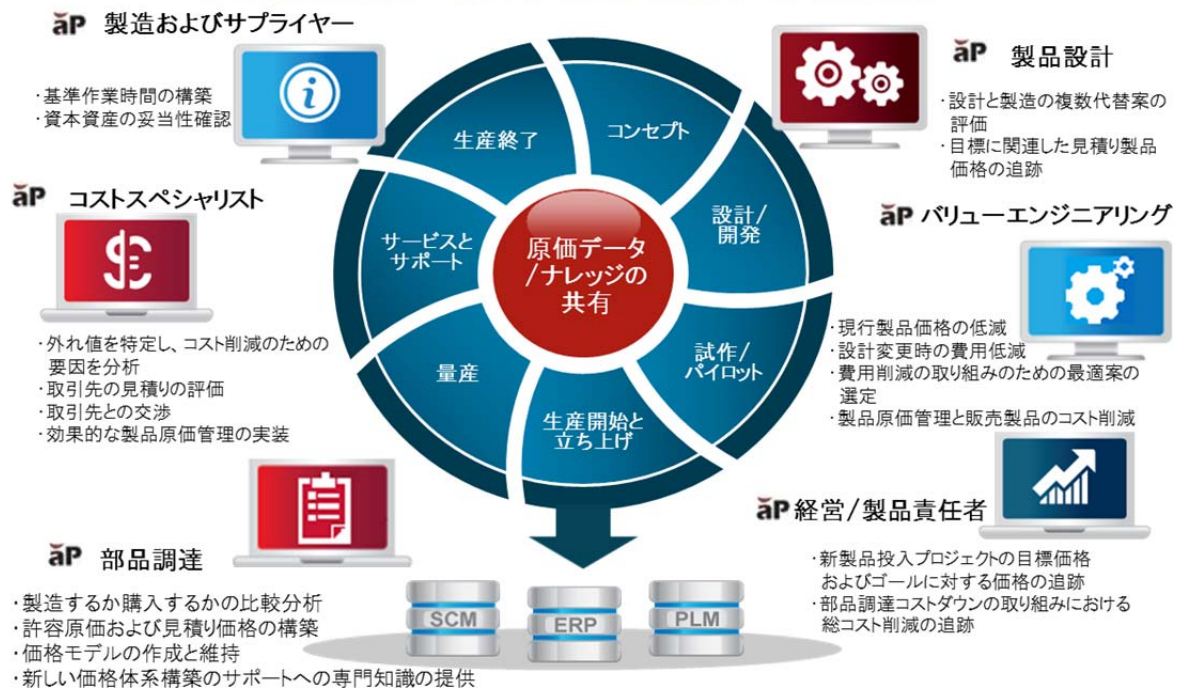 aP 製造およびサプライヤー
・基準作業時間の構築
・資本資産の妥当性確認
aP コストスペシャリスト
・外れ値を特定し、コスト削減のための
要因を分析
・取引先の見積りの評価
・取引先との交渉
・効果的な製品原価管理の実装
aP 部品調達
・製造するか購入するかの比較分析
・許容原価および見積り価格の構築
・価格モデルの作成と維持
・新しい価格体系構築のサポートへの専門知識の提供
コンセプト
設計/
開発
試作/
パイロット
生産開始と
立ち上げ
量産
サービスと
サポート
生産終了
原価データ
/ナレッジの
共有
SCM
ERP
PLM
aP 製品設計
・設計と製造の複数代替案の
評価
・目標に関連した見積り製品
価格の追跡
aP バリューエンジニアリング
・現行製品価格の低減
・設計変更時の費用低減
・費用削減の取り組みのための最適案の
選定
・製品原価管理と販売製品のコスト削減
aP 経営/製品責任者
・新製品投入プロジェクトの目標価格
およびゴールに対する価格の追跡
・部品調達コストダウンの取り組みにおける
総コスト削減の追跡